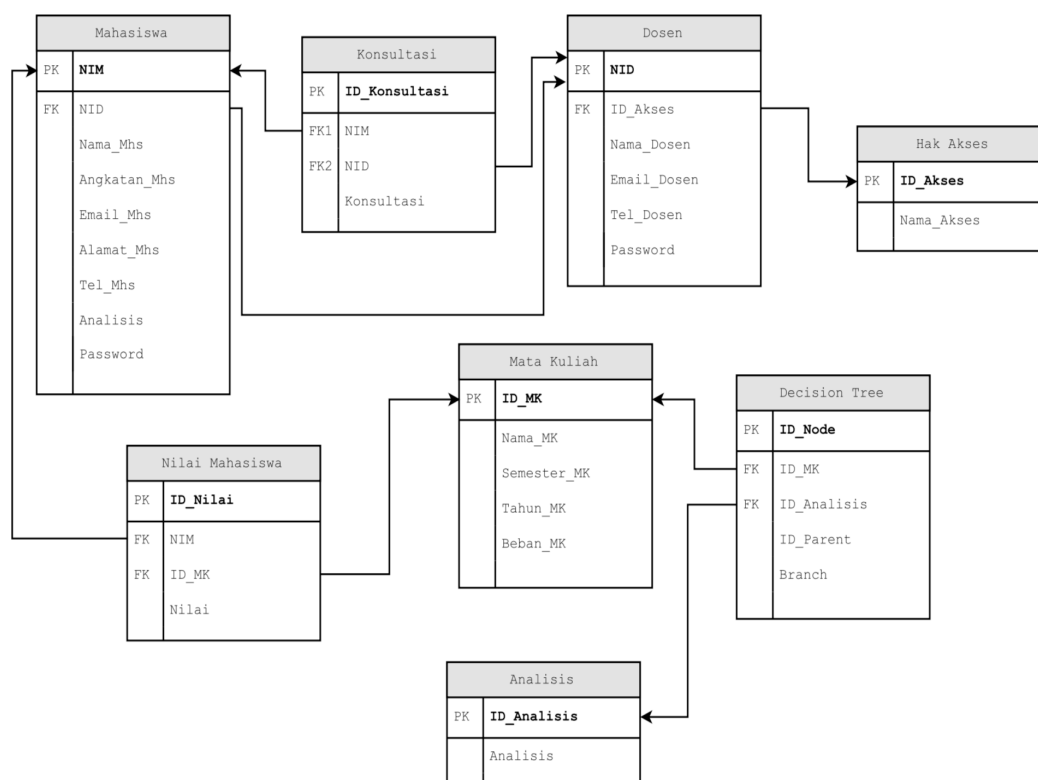 Mahasiswa
PK NIM
FK NID
Nama_Mhs
Angkatan_Mhs
Email_Mhs
Alamat_Mhs
Tel_Mhs
Analisis
Password
Konsultasi
PK ID_Konsultasi
FK1 NIM
FK2 NID
Konsultasi
Dosen
PK NID
FK ID_Akses
Nama_Dosen
Email_Dosen
Tel_Dosen
Password
Hak Akses
PK ID_Akses
Nama_Akses
Mata Kuliah
PK ID_MK
Nama_MK
Semester_MK
Tahun_MK
Beban_MK
Decision Tree
PK ID_Node
FK ID_MK
FK ID_Analisis
ID_Parent
Branch
Nilai Mahasiswa
PK ID_Nilai
FK NIM
FK ID_MK
Nilai
Analisis
PK ID_Analisis
Analisis